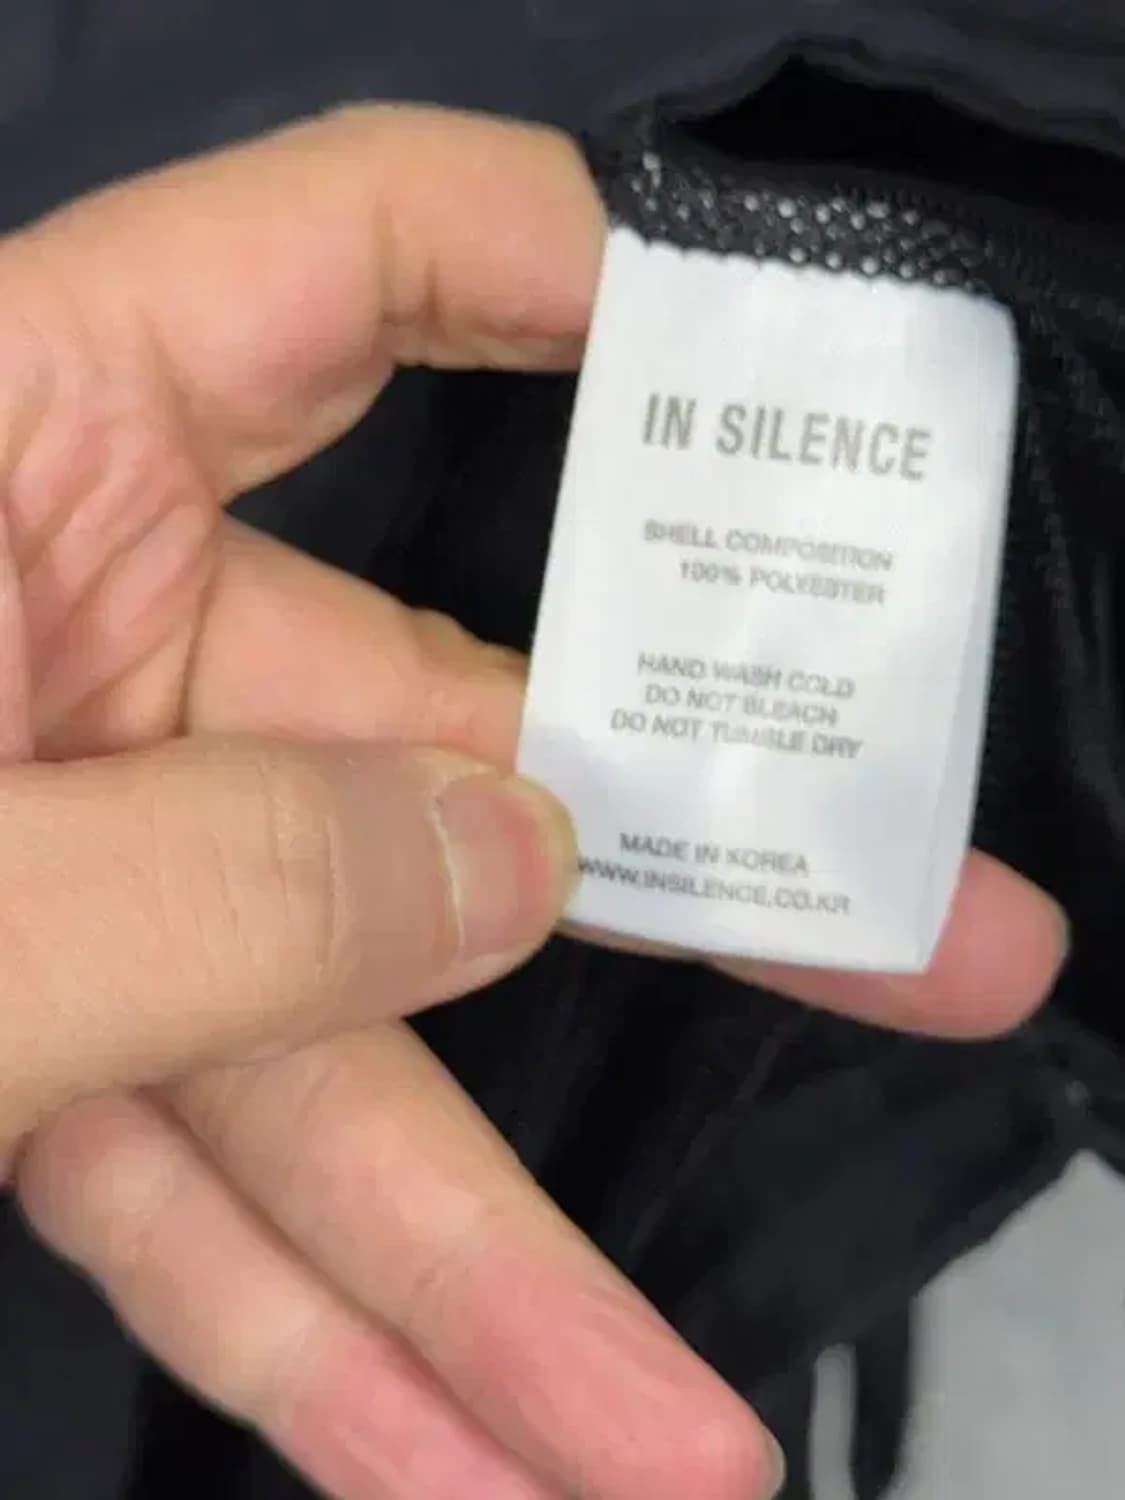 IN SILENCE
SHELL COMPOSITION
100% POLYESTER
HAND WASH COLD
DO NOT BLEACH
DO NOT TUMBLE DRY
MADE IN KOREA
WWW.INSILENCE.CO.KR